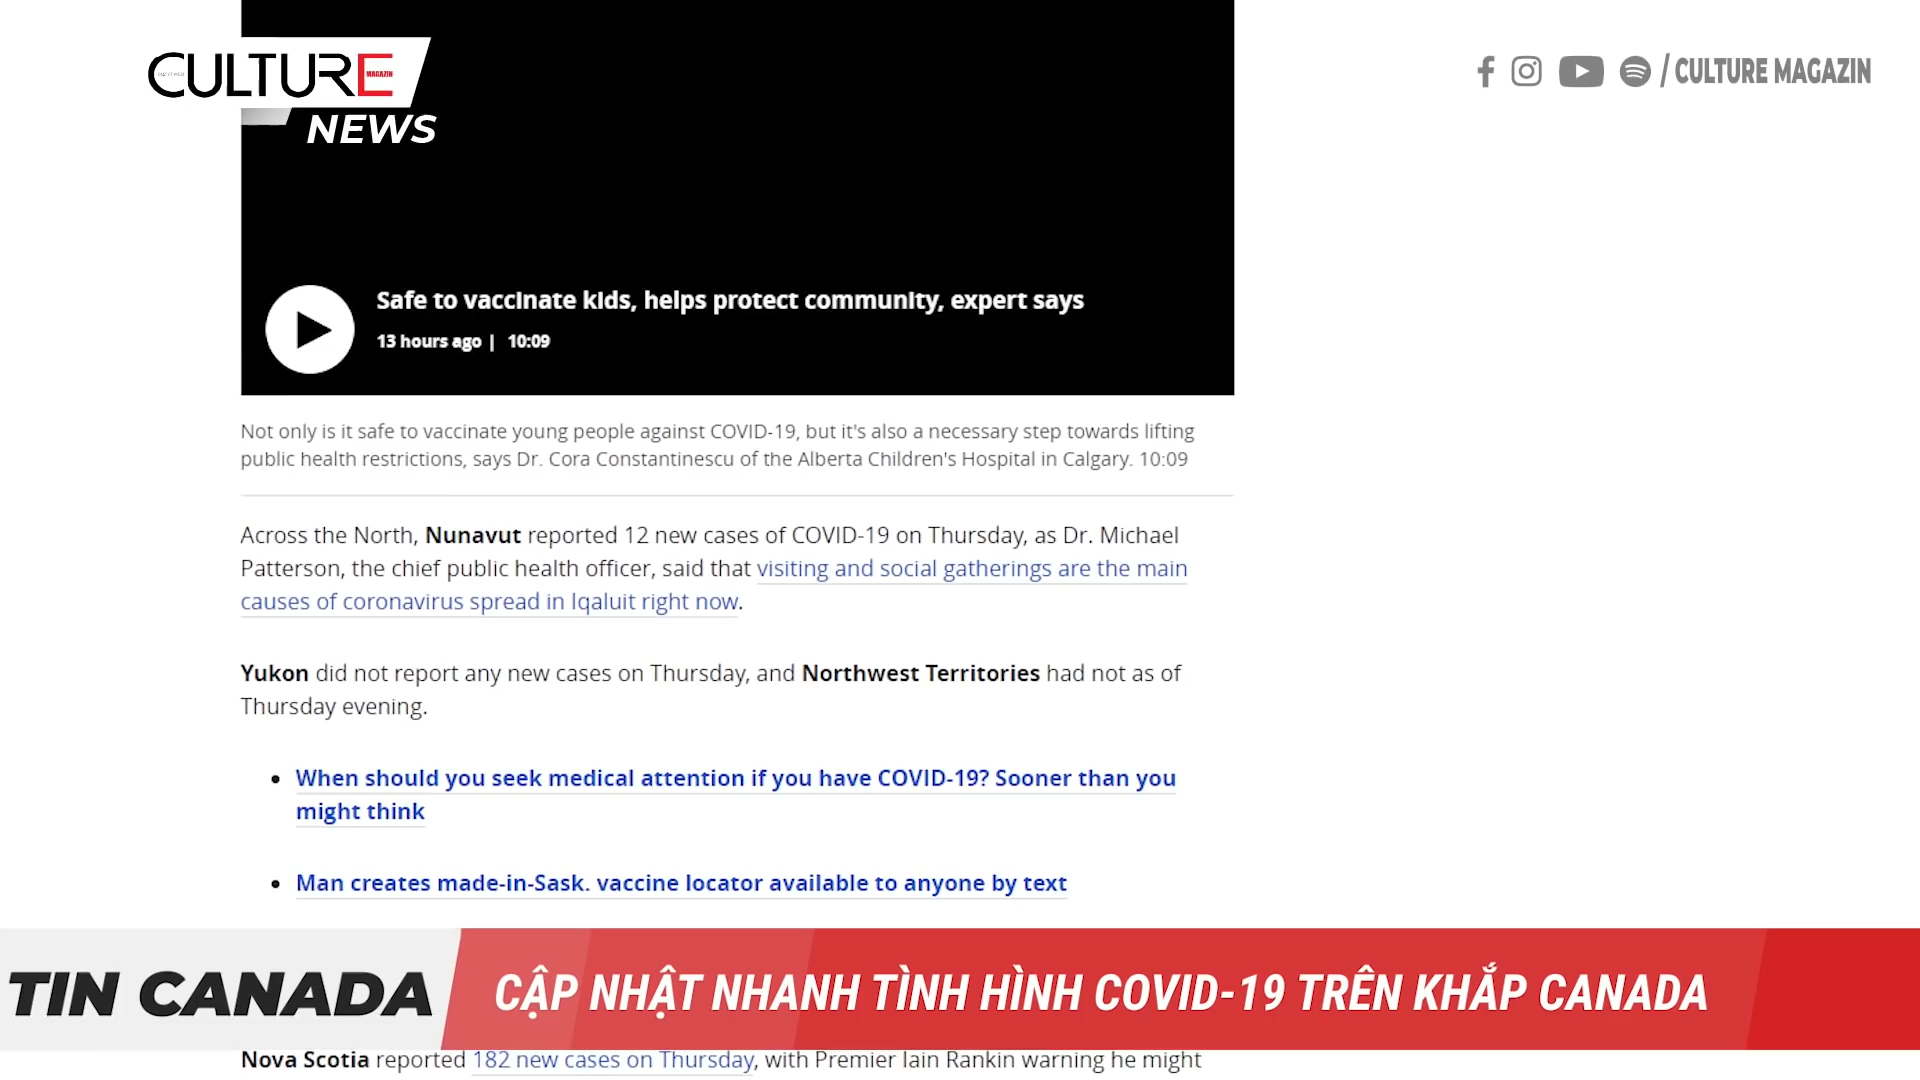 CULTURE
MAGAZIN
NEWS
/ CULTURE MAGAZIN
Safe to vaccinate kids, helps protect community, expert says
13 hours ago | 10:09
Not only is it safe to vaccinate young people against COVID-19, but it's also a necessary step towards lifting
public health restrictions, says Dr. Cora Constantinescu of the Alberta Children's Hospital in Calgary. 10:09
Across the North, Nunavut reported 12 new cases of COVID-19 on Thursday, as Dr. Michael
Patterson, the chief public health officer, said that visiting and social gatherings are the main
causes of coronavirus spread in Iqaluit right now.
Yukon did not report any new cases on Thursday, and Northwest Territories had not as of
Thursday evening.
• When should you seek medical attention if you have COVID-19? Sooner than you
might think
• Man creates made-in-Sask. vaccine locator available to anyone by text
TIN CANADA
CẬP NHẬT NHANH TÌNH HÌNH COVID-19 TRÊN KHẮP CANADA
Nova Scotia reported 182 new cases on Thursday, with Premier Iain Rankin warning he might